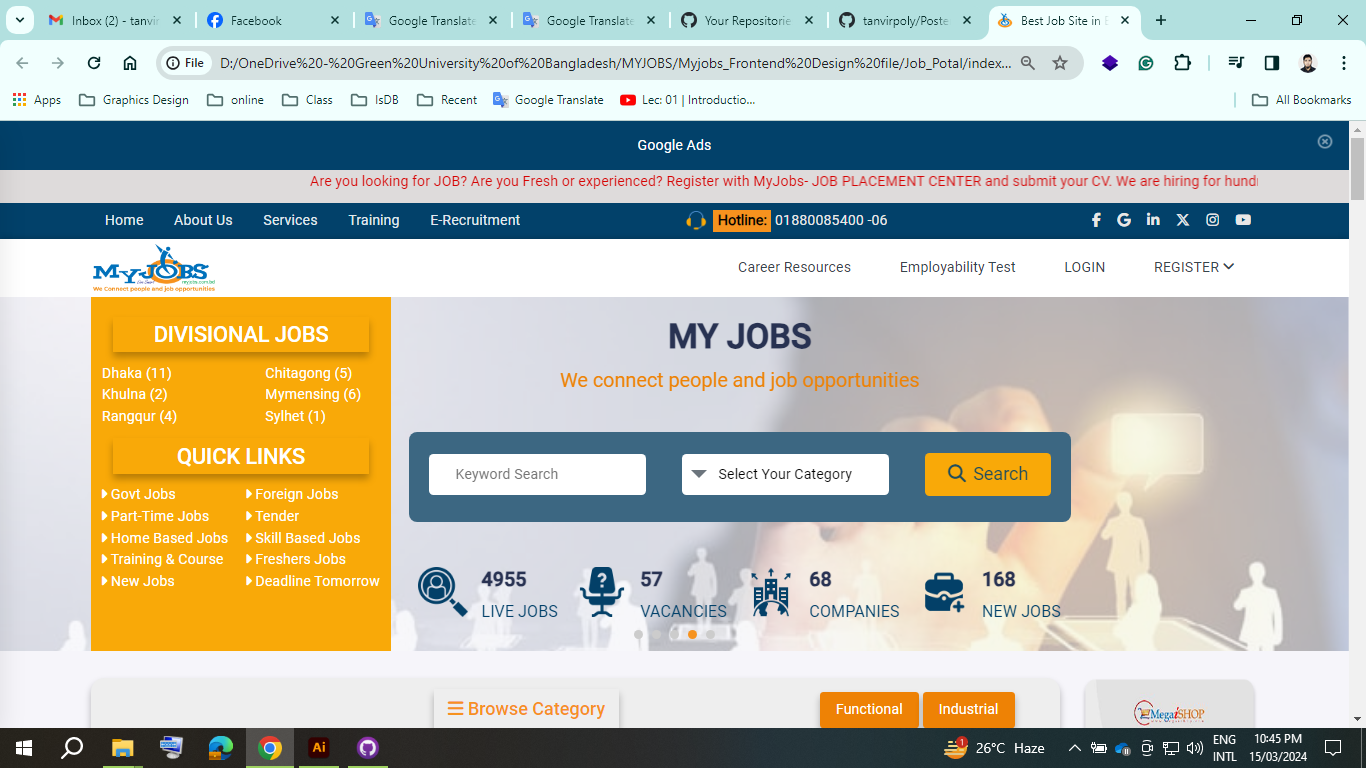 Inbox (2) - tanvir
Facebook
Google Translate
Google Translate
Your Repositorie
tanvirpoly/Poste
Best Job Site in B
File
D:/OneDrive%20-%20Green%20University%20of%20Bangladesh/MYJOBS/Myjobs_Frontend%20Design%20file/Job_Potal/index...
Apps
Graphics Design
online
Class
IsDB
Recent
Google Translate
Lec: 01 | Introductio...
All Bookmarks
Google Ads
Are you looking for JOB? Are you Fresh or experienced? Register with MyJobs- JOB PLACEMENT CENTER and submit your CV. We are hiring for hundr
Home About Us Services Training E-Recruitment
Hotline: 01880085400 -06
MYJOBS
myjobs.com.bd
We Connect people and job opportunities
Career Resources Employability Test LOGIN REGISTER
DIVISIONAL JOBS
Dhaka (11) Chitagong (5)
Khulna (2) Mymensing (6)
Rangqur (4) Sylhet (1)
QUICK LINKS
Govt Jobs Foreign Jobs
Part-Time Jobs Tender
Home Based Jobs Skill Based Jobs
Training & Course Freshers Jobs
New Jobs Deadline Tomorrow
MY JOBS
We connect people and job opportunities
Keyword Search
Select Your Category
Search
4955
LIVE JOBS
57
VACANCIES
68
COMPANIES
168
NEW JOBS
Browse Category
Functional
Industrial
MegaiSHOP
Ai
1
26°C Haze
ENG
INTL
10:45 PM
15/03/2024